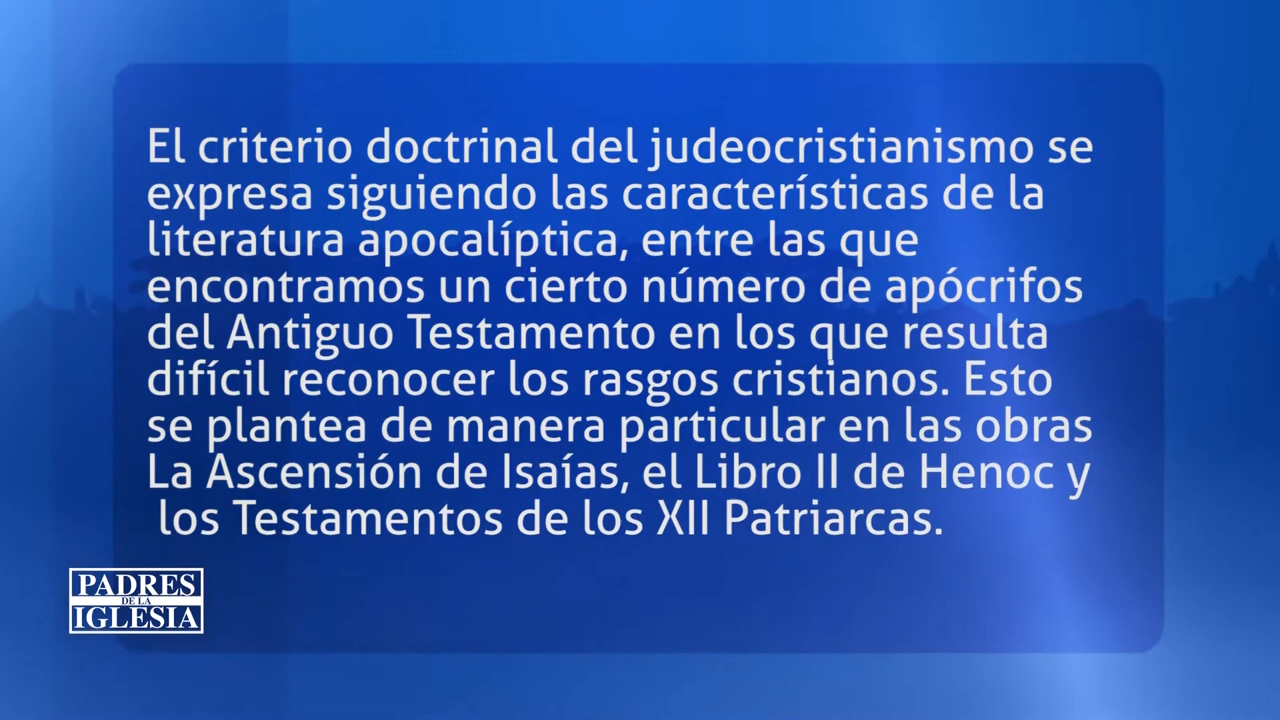 El criterio doctrinal del judeocristianismo se
expresa siguiendo las características de la
literatura apocalíptica, entre las que
encontramos un cierto número de apócrifos
del Antiguo Testamento en los que resulta
difícil reconocer los rasgos cristianos. Esto
se plantea de manera particular en las obras
La Ascensión de Isaías, el Libro II de Henoc y
los Testamentos de los XII Patriarcas.
PADRES
DE LA
IGLESIA